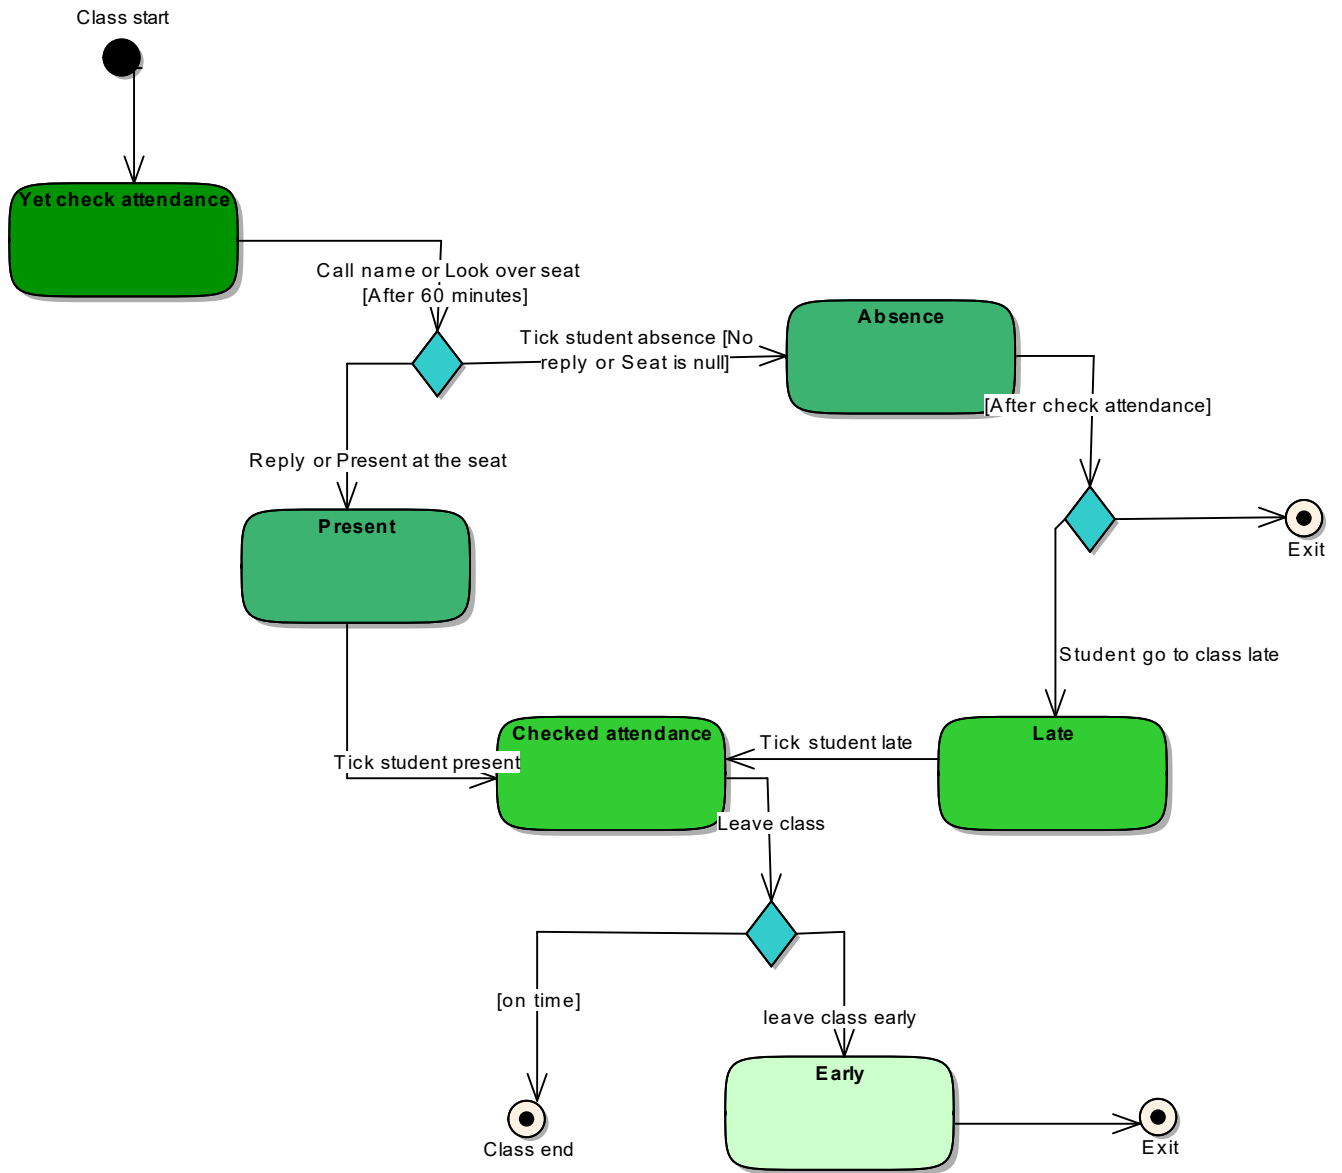 Class start
Yet check attendance
Call name or Look over seat
[After 60 minutes]
Absence
Tick student absence [No
reply or Seat is null]
[After check attendance]
Reply or Present at the seat
Present
Exit
Student go to class late
Checked attendance
Tick student late
Late
Tick student present
Leave class
[on time]
leave class early
Early
Class end
Exit